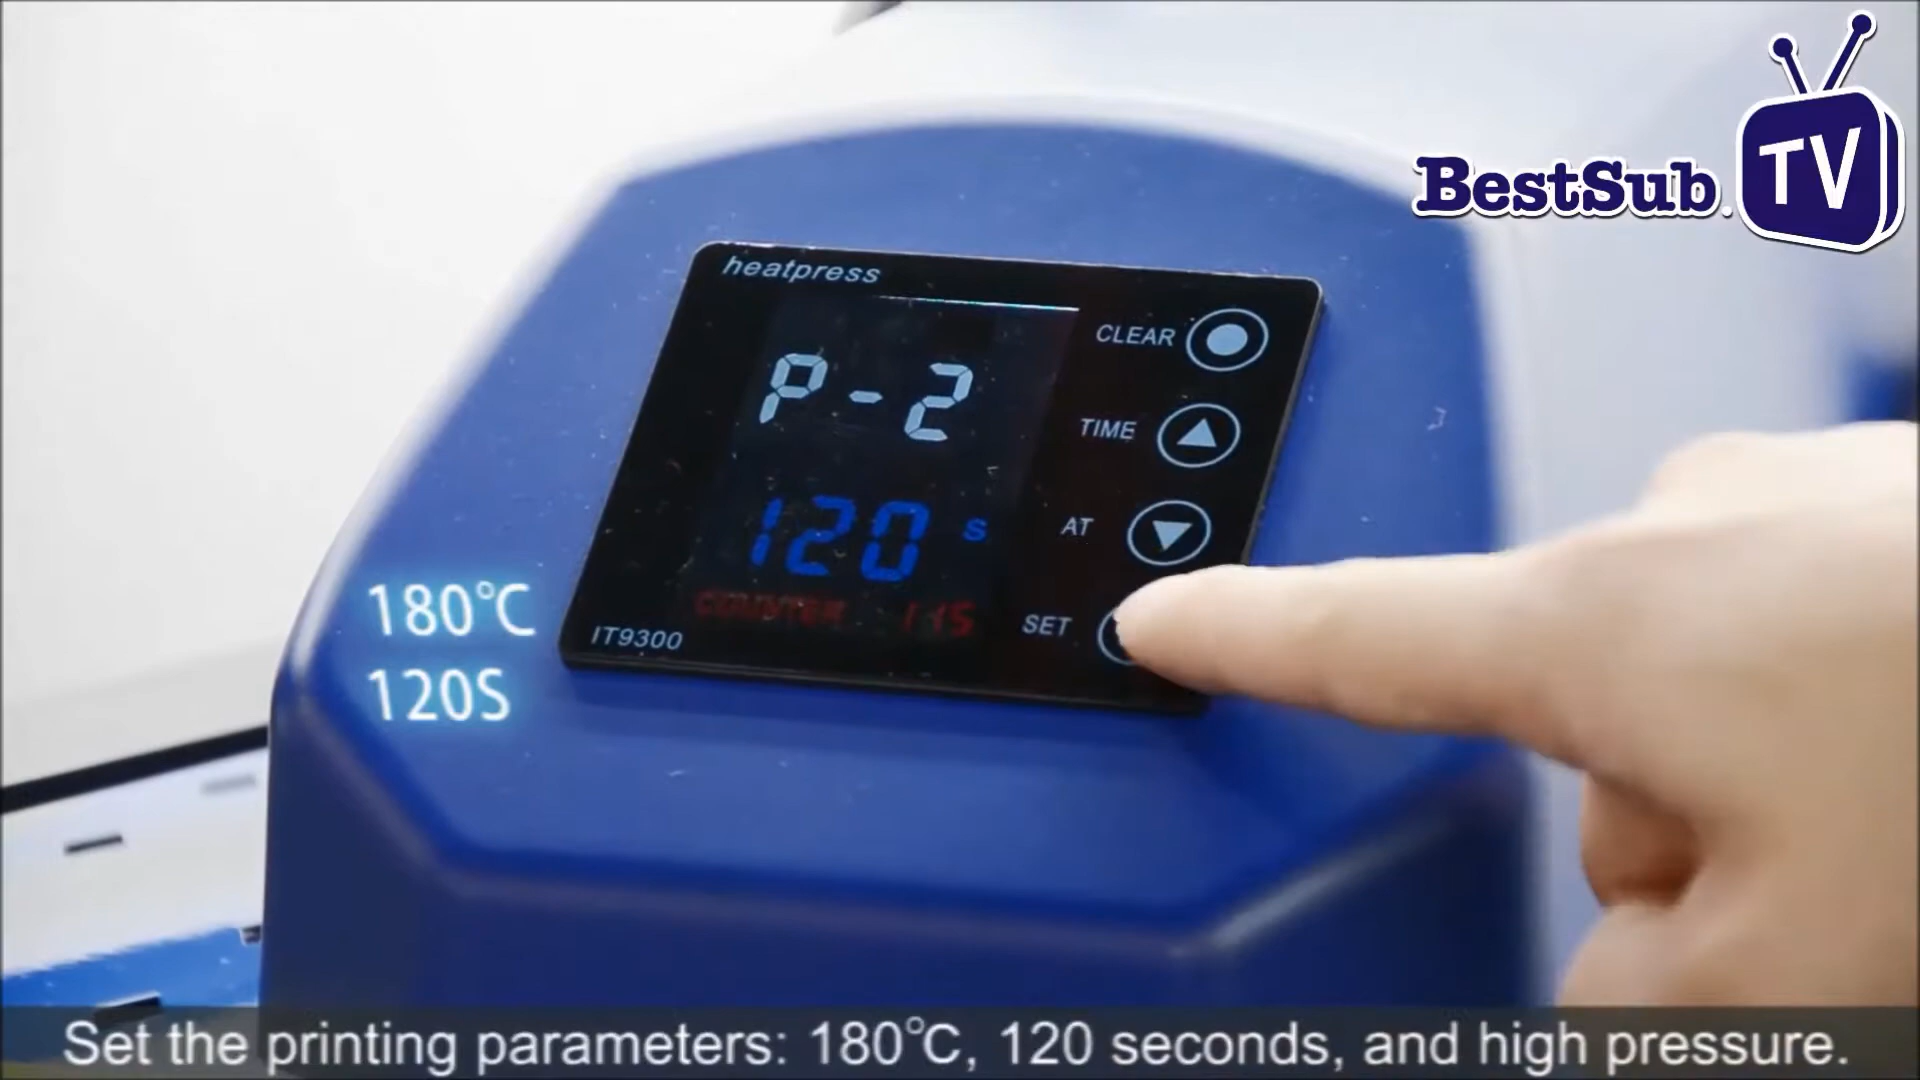 BestSub.
TV
heatpress
CLEAR
P-2
TIME
120 S
AT
COUNTER 115
SET
IT9300
180°C
120S
Set the printing parameters: 180°C, 120 seconds, and high pressure.